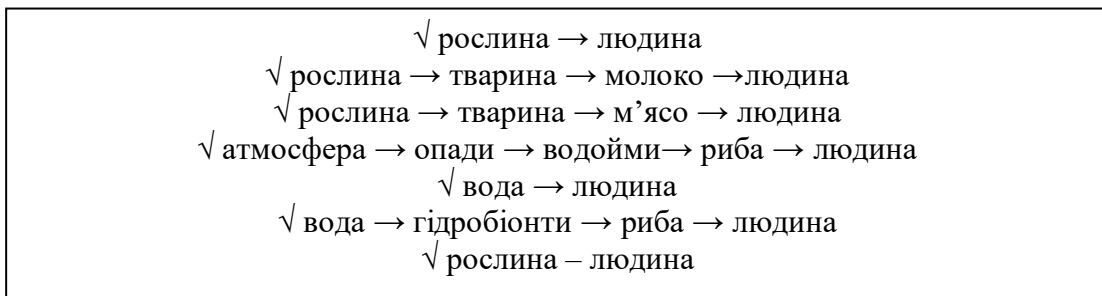 √ рослина → людина
√ рослина → тварина → молоко →людина
√ рослина → тварина → м’ясо → людина
√ атмосфера → опади → водойми→ риба → людина
√ вода → людина
√ вода → гідробіонти → риба → людина
√ рослина – людина